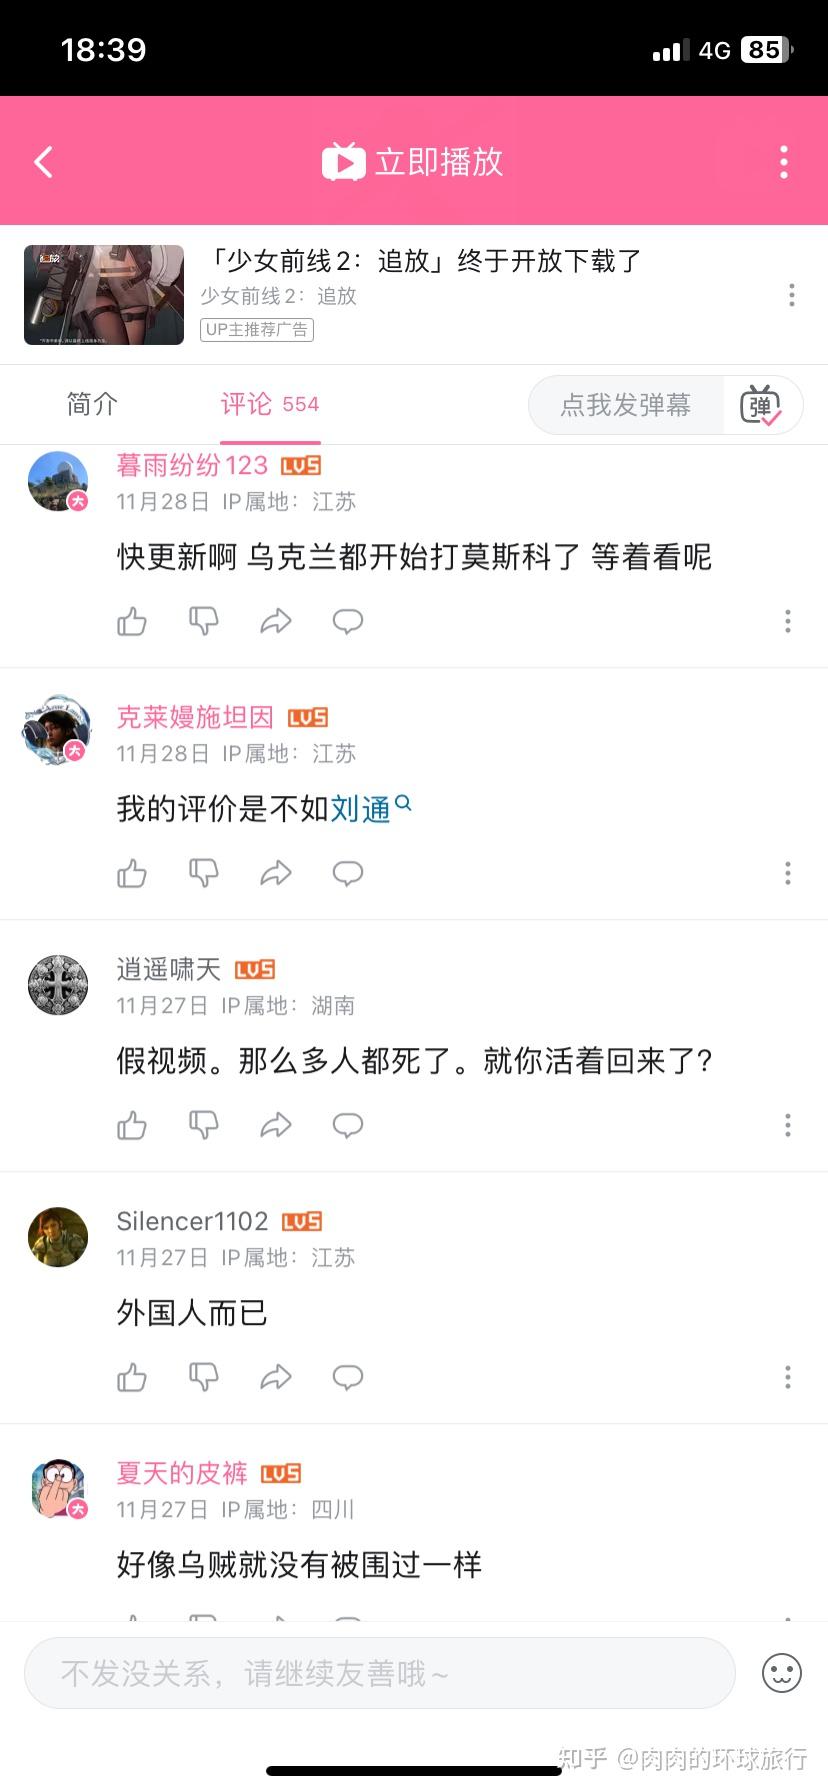 18:39
4G 85
立即播放
「少女前线2：追放」终于开放下载了
少女前线2：追放
UP主推荐广告
简介
评论 554
点我发弹幕
弹
暮雨纷纷123 LV5
11月28日 IP属地：江苏
快更新啊 乌克兰都开始打莫斯科了 等着看呢
克莱嫚施坦因 LV5
11月28日 IP属地：江苏
我的评价是不如刘通
逍遥啸天 LV5
11月27日 IP属地：湖南
假视频。那么多人都死了。就你活着回来了？
Silencer1102 LV5
11月27日 IP属地：江苏
外国人而已
夏天的皮裤 LV5
11月27日 IP属地：四川
好像乌贼就没有被围过一样
不发没关系，请继续友善哦~
知乎 @肉肉的环球旅行